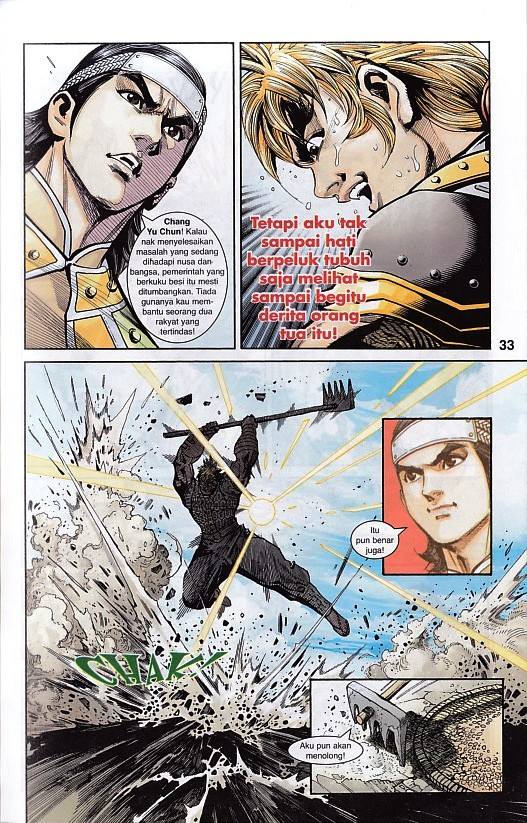 Chang
Yu Chun! Kalau
nak menyelesaikan
masalah yang sedang
dihadapi nusa dan
bangsa, pemerintah yang
berkuku besi itu mesti
ditumbangkan. Tiada
gunanya kau mem-
bantu seorang dua
rakyat yang
tertindas!
Tetapi aku tak
sampai hati
berpeluk tubuh
saja melihat
sampai begitu
derita orang
tua itu!
33
Itu
pun benar
juga!
CHAK!
Aku pun akan
menolong!